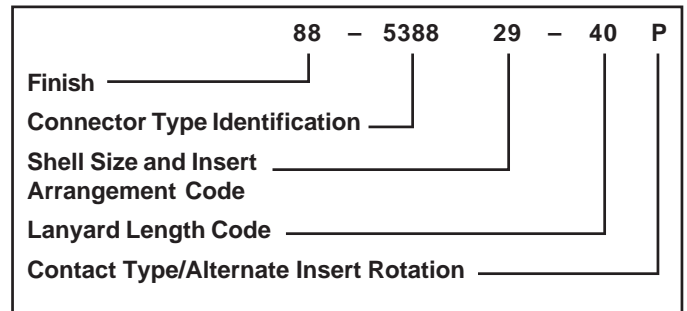 88 – 5388 29 – 40 P
Finish
Connector Type Identification
Shell Size and Insert
Arrangement Code
Lanyard Length Code
Contact Type/Alternate Insert Rotation